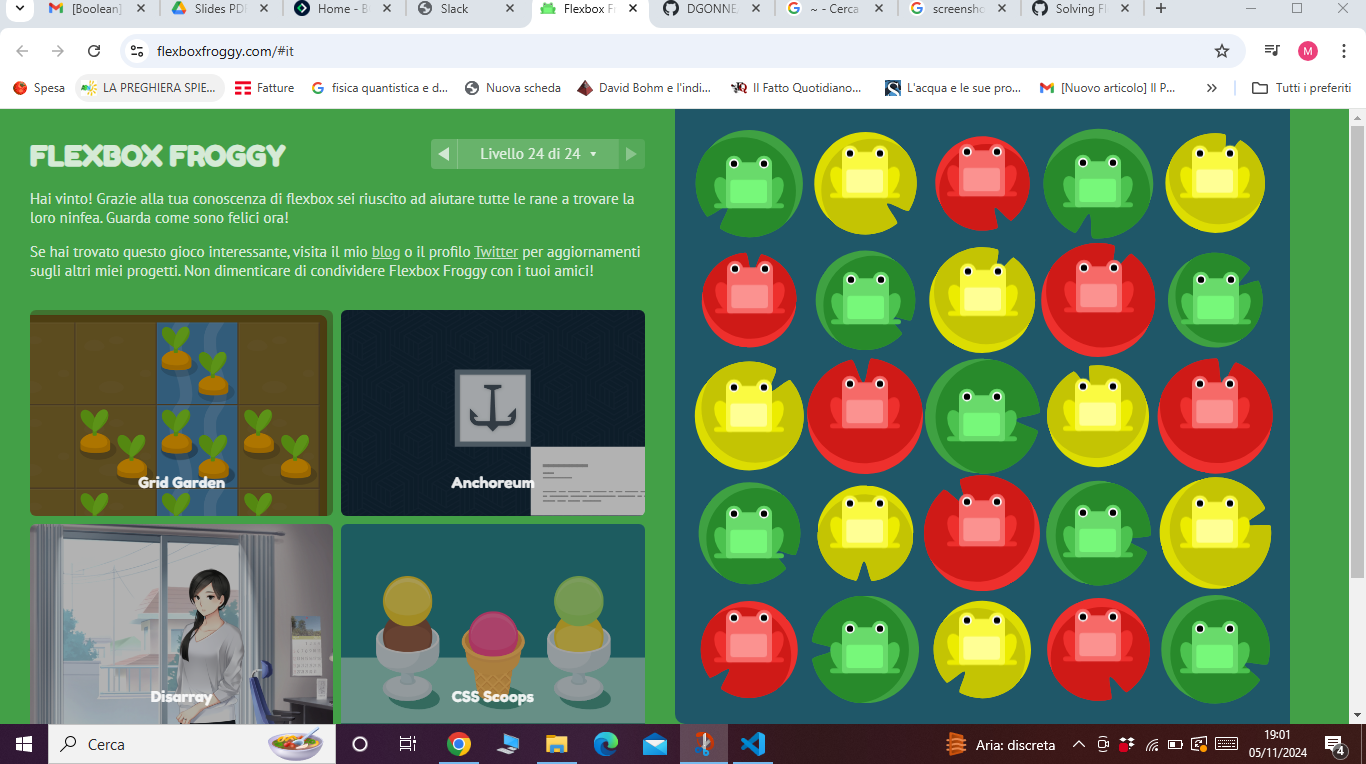 [Boolean]
Slides PD
Home - B
Slack
Flexbox Fr
DGONNE
~ - Cerca
screensho
Solving Fl
flexboxfroggy.com/#it
M
Spesa
LA PREGHIERA SPIE...
Fatture
fisica quantistica e d...
Nuova scheda
David Bohm e l'indi...
Il Fatto Quotidiano...
L'acqua e le sue pro...
[Nuovo articolo] Il P...
Tutti i preferiti
FLEXBOX FROGGY
Livello 24 di 24
Hai vinto! Grazie alla tua conoscenza di flexbox sei riuscito ad aiutare tutte le rane a trovare la
loro ninfea. Guarda come sono felici ora!
Se hai trovato questo gioco interessante, visita il mio blog o il profilo Twitter per aggiornamenti
sugli altri miei progetti. Non dimenticare di condividere Flexbox Froggy con i tuoi amici!
Grid Garden
Anchoreum
Disarray
CSS Scoops
Cerca
Aria: discreta
19:01
05/11/2024
4